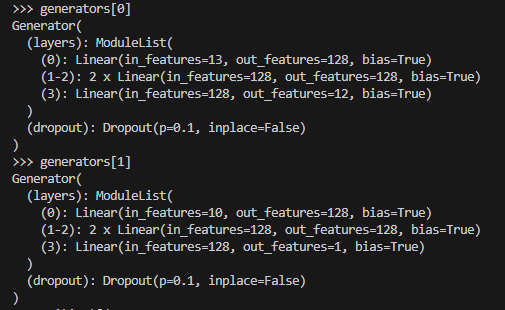 >>> generators[0]
Generator(
  (layers): ModuleList(
    (0): Linear(in_features=13, out_features=128, bias=True)
    (1-2): 2 x Linear(in_features=128, out_features=128, bias=True)
    (3): Linear(in_features=128, out_features=12, bias=True)
  )
  (dropout): Dropout(p=0.1, inplace=False)
)
>>> generators[1]
Generator(
  (layers): ModuleList(
    (0): Linear(in_features=10, out_features=128, bias=True)
    (1-2): 2 x Linear(in_features=128, out_features=128, bias=True)
    (3): Linear(in_features=128, out_features=1, bias=True)
  )
  (dropout): Dropout(p=0.1, inplace=False)
)